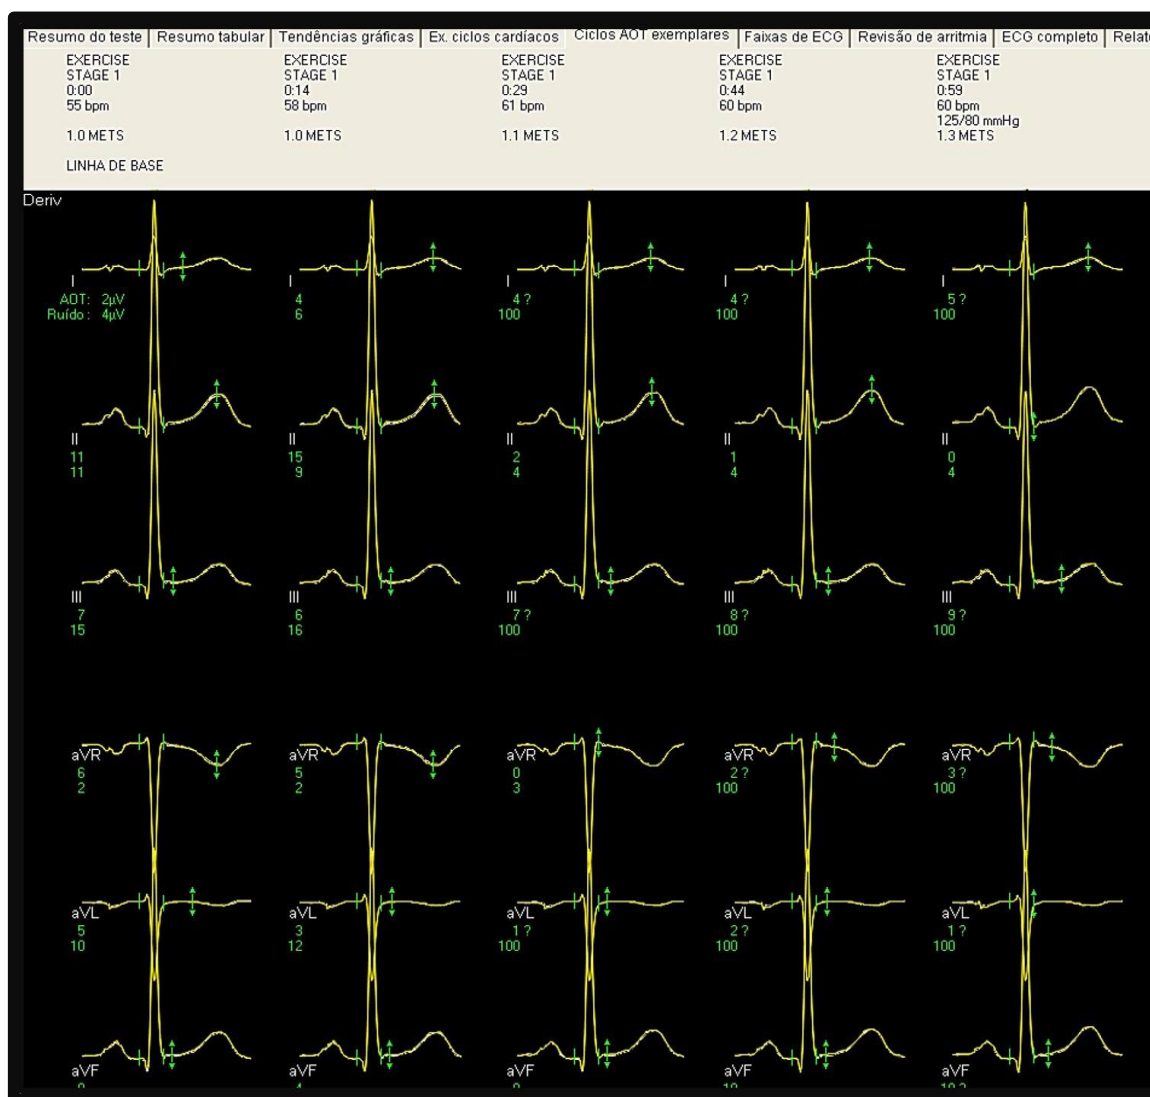 Resumo do teste Resumo tabular Tendências gráficas Ex. ciclos cardíacos Ciclos AOT exemplares Faixas de ECG Revisão de arritmia ECG completo Relat
EXERCISE EXERCISE EXERCISE EXERCISE EXERCISE
STAGE 1 STAGE 1 STAGE 1 STAGE 1 STAGE 1
0:00 0:14 0:29 0:44 0:59
55 bpm 58 bpm 61 bpm 60 bpm 60 bpm
125/80 mmHg
1.0 METS 1.0 METS 1.1 METS 1.2 METS 1.3 METS
LINHA DE BASE
Deriv
I I I I I
AOT: 2µV 4 4 ? 4 ? 5 ?
Ruído : 4µV 6 100 100 100
II II II II II
11 15 2 1 0
11 9 4 4 4
III III III III III
7 6 7 ? 8 ? 9 ?
15 16 100 100 100
aVR aVR aVR aVR aVR
6 5 0 2 ? 3 ?
2 2 3 100 100
aVL aVL aVL aVL aVL
5 3 1 ? 2 ? 1 ?
10 12 100 100 100
aVF aVF aVF aVF aVF